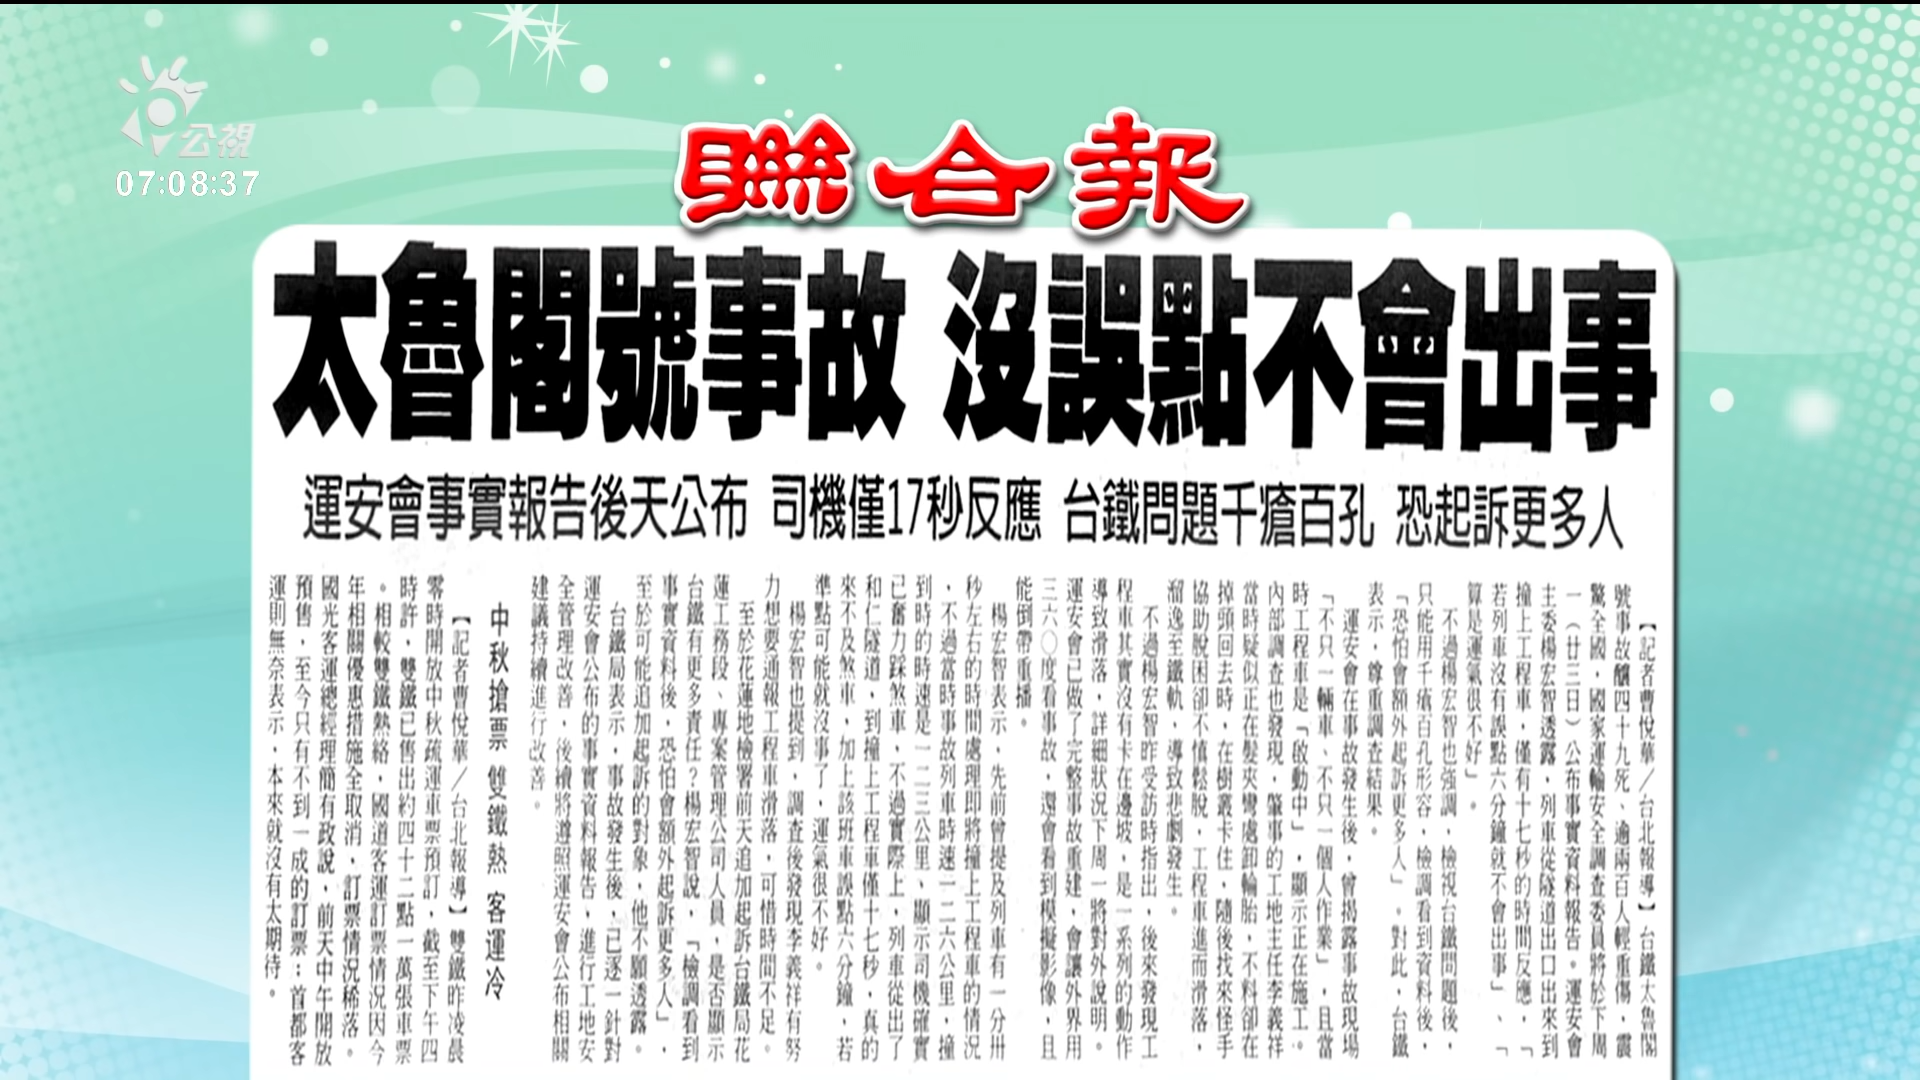 公視
07:08:37
聯合報
太魯閣號事故 沒誤點不會出事
運安會事實報告後天公布 司機僅17秒反應 台鐵問題千瘡百孔 恐起訴更多人
【記者曹悅華／台北報導】台鐵太魯閣
號事故釀四十九死、逾兩百人輕重傷，震
驚全國，國家運輸安全調查委員將於下周
一（廿三日）公布事實資料報告。運安會
主委楊宏智透露，列車從隧道出口出來到
撞上工程車，僅有十七秒的時間反應，「
若列車沒有誤點六分鐘就不會出事」、「
算是運氣很不好」。
不過楊宏智也強調，檢視台鐵問題後，
只能用千瘡百孔形容，檢調看到資料後，
「恐怕會額外起訴更多人」。對此，台鐵
表示，尊重調查結果。
運安會在事故發生後，曾揭露事故現場
「不只一輛車、不只一個人作業」，且當
時工程車是「啟動中」，顯示正在施工。
內部調查也發現，肇事的工地主任李義祥
當時疑似正在髮夾彎處卸輪胎，不料卻在
掉頭回去時，在樹叢卡住，隨後找來怪手
協助脫困卻不慎鬆脫，工程車進而滑落，
溜逸至鐵軌，導致悲劇發生。
不過楊宏智昨受訪時指出，後來發現工
程車其實沒有卡在邊坡，是一系列的動作
導致滑落，詳細狀況下周一將對外說明。
運安會已做了完整事故重建，會讓外界用
三六〇度看事故，還會看到模擬影像，且
能倒帶重播。
楊宏智表示，先前曾提及列車有一分卅
秒左右的時間處理即將撞上工程車的情況
，不過當時事故列車時速一二六公里，撞
到時的時速是一二三公里，顯示司機確實
已奮力踩煞車，不過實際上，列車從出了
和仁隧道，到撞上工程車僅十七秒，真的
來不及煞車，加上該班車誤點六分鐘，若
準點可能就沒事了，運氣很不好。
楊宏智也提到，調查後發現李義祥有努
力想要通報工程車滑落，可惜時間不足。
至於花蓮地檢署前天追加起訴台鐵局花
蓮工務段、專案管理公司人員，是否顯示
台鐵有更多責任？楊宏智說，「檢調看到
事實資料後，恐怕會額外起訴更多人」，
至於可能追加起訴的對象，他不願透露。
台鐵局表示，事故發生後，已逐一針對
運安會公布的事實資料報告，進行工地安
全管理改善，後續將遵照運安會公布相關
建議持續進行改善。
中秋搶票 雙鐵熱 客運冷
【記者曹悅華／台北報導】雙鐵昨凌晨
零時開放中秋疏運車票預訂，截至下午四
時許，雙鐵已售出約四十二點一萬張車票
。相較雙鐵熱絡，國道客運訂票情況因今
年相關優惠措施全取消，訂票情況稀落。
國光客運總經理簡有政說，前天中午開放
預售，至今只有不到一成的訂票；首都客
運則無奈表示，本來就沒有太期待。